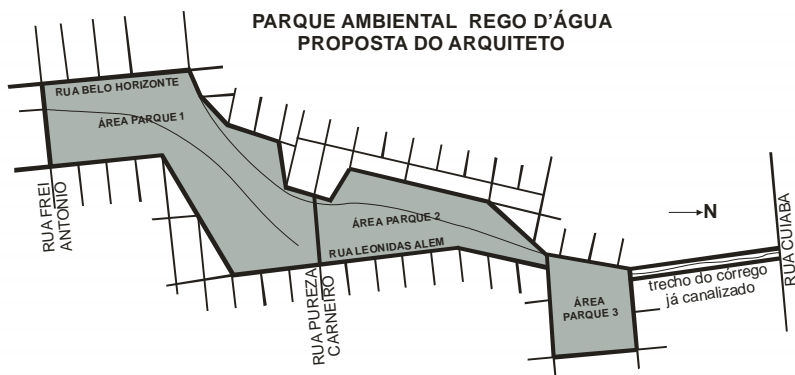 PARQUE AMBIENTAL REGO D'ÁGUA
PROPOSTA DO ARQUITETO
RUA BELO HORIZONTE
ÁREA PARQUE 1
RUA FREI
ANTONIO
ÁREA PARQUE 2
RUA LEONIDAS ALEM
RUA PUREZA
CARNEIRO
ÁREA
PARQUE 3
N
trecho do córrego
já canalizado
RUA CUIABA